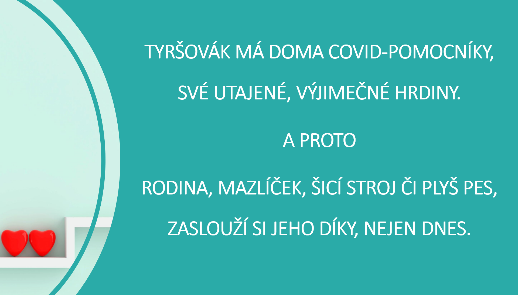 TYRŠOVÁK MÁ DOMA COVID-POMOCNÍKY,
SVÉ UTAJENÉ, VÝJIMEČNÉ HRDINY.
A PROTO
RODINA, MAZLÍČEK, ŠICÍ STROJ ČI PLYŠ PES,
ZASLOUŽÍ SI JEHO DÍKY, NEJEN DNES.